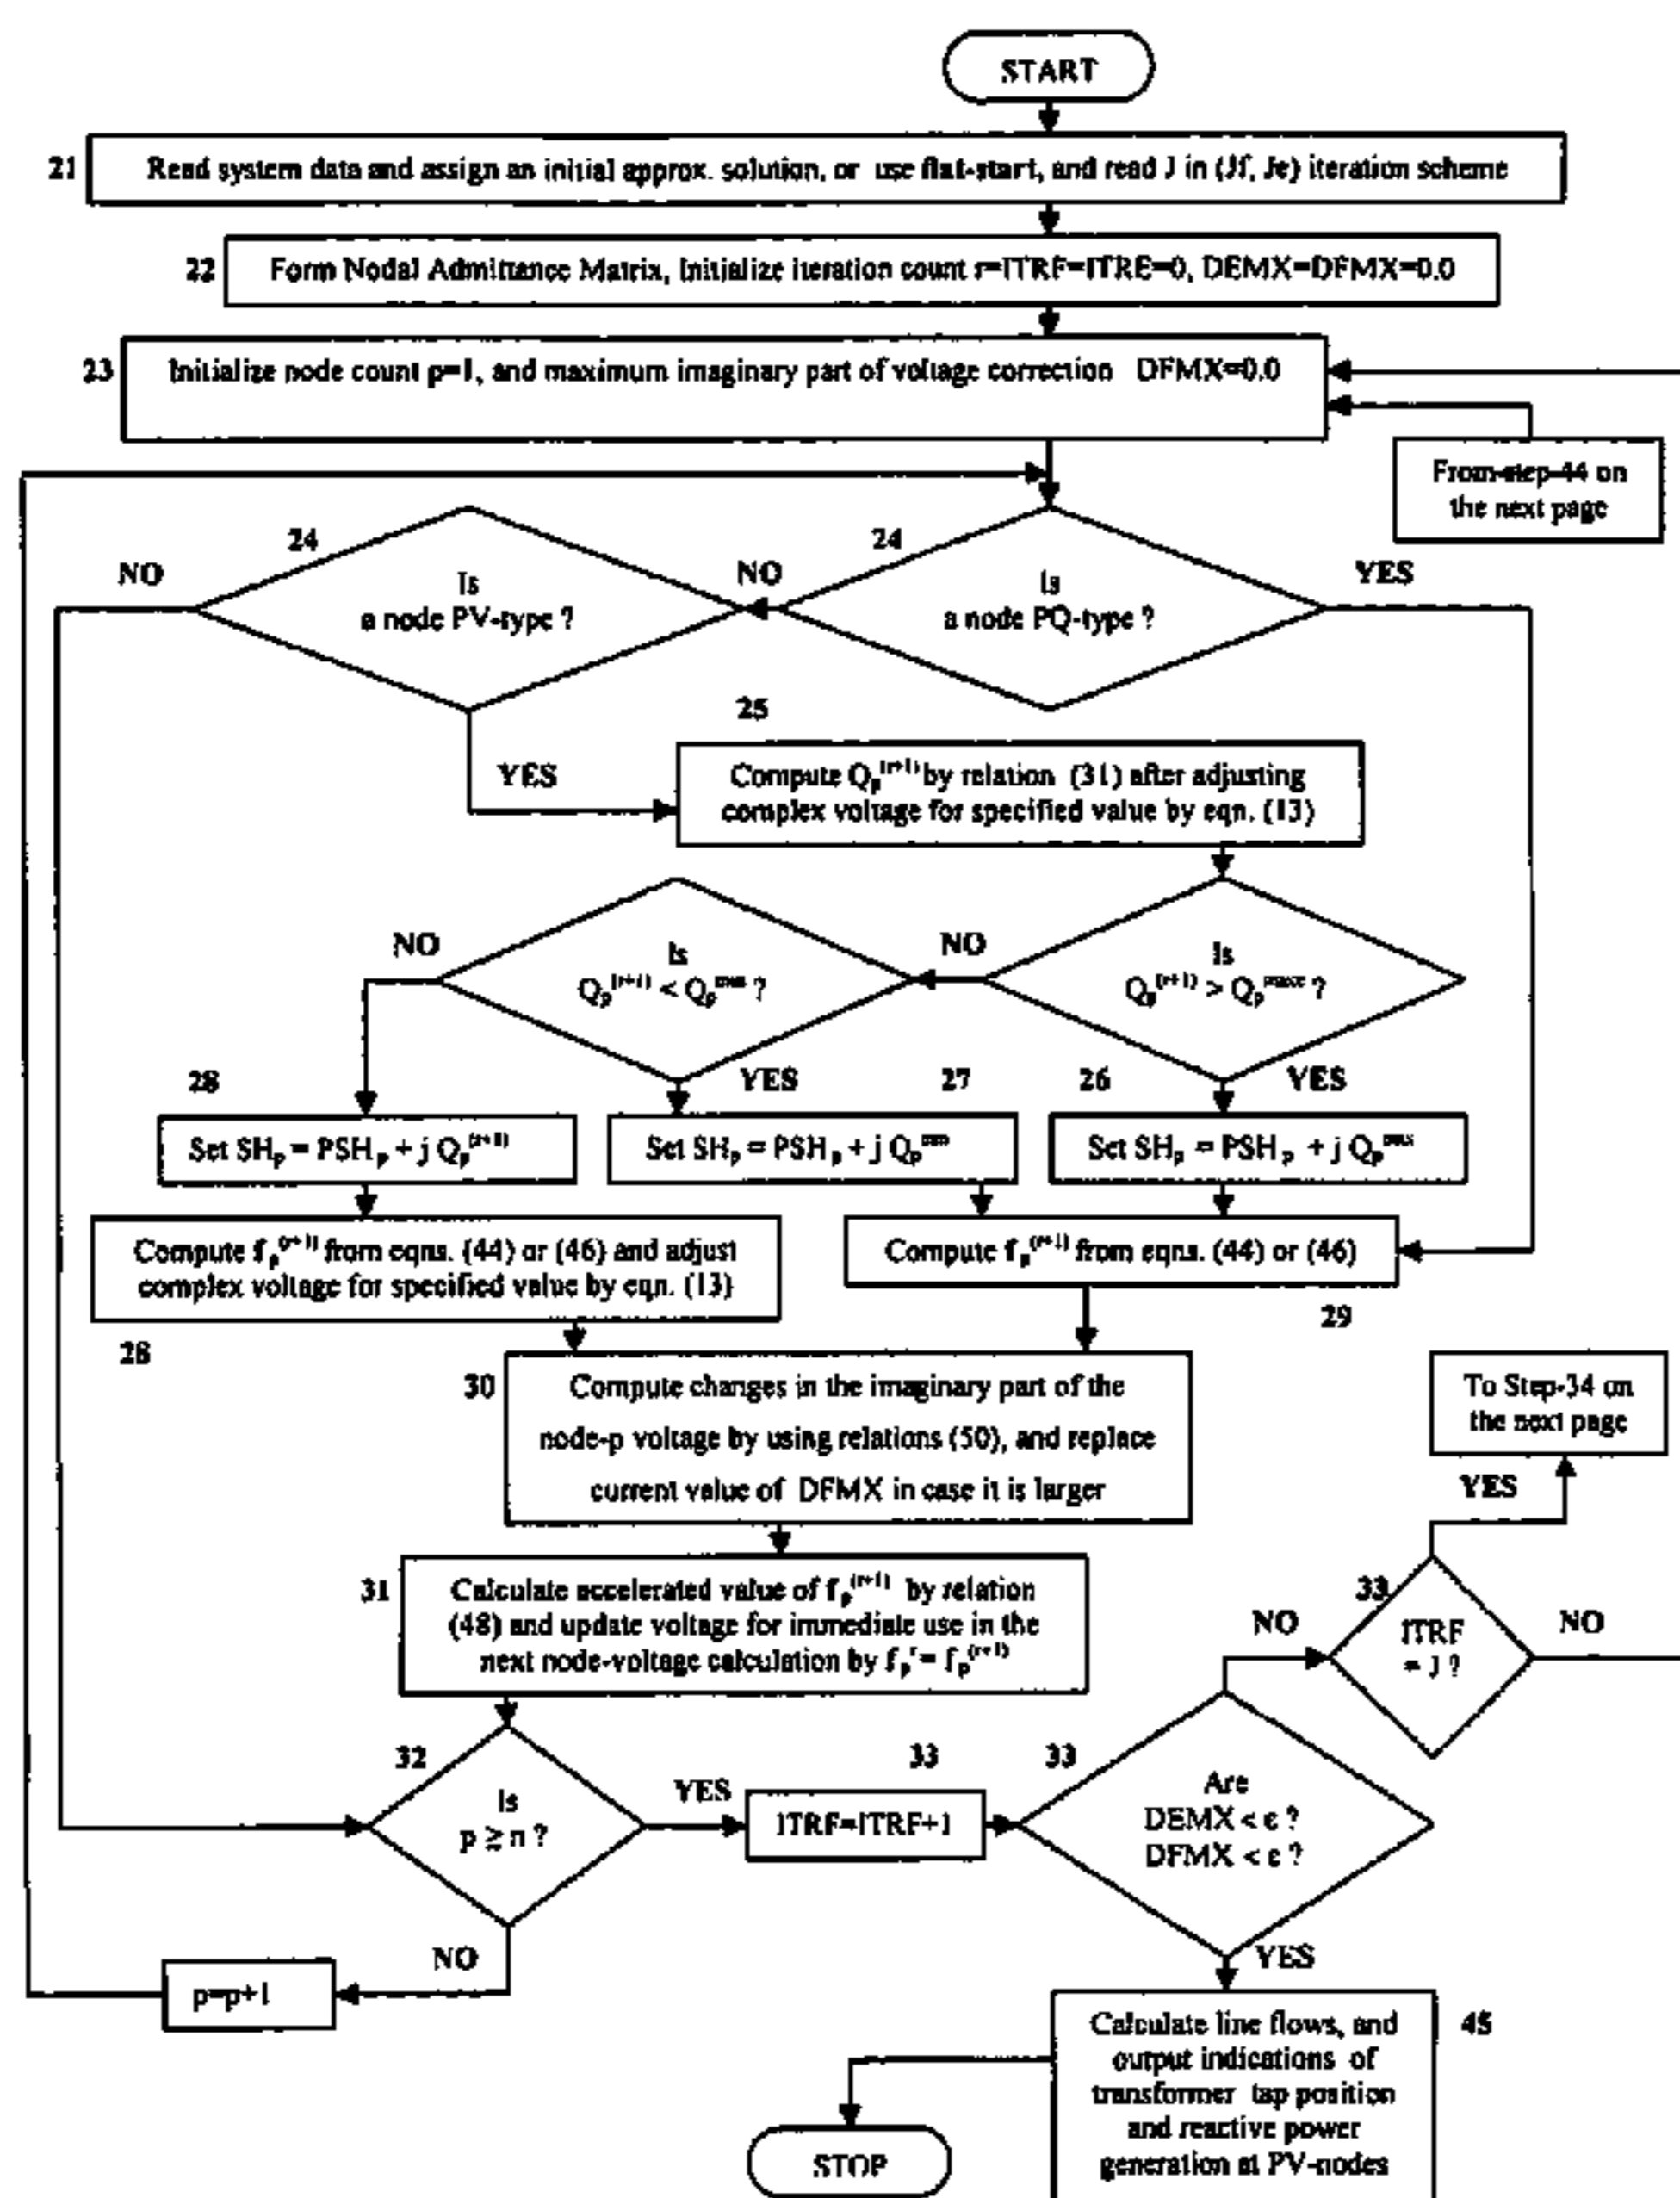 START
21 Read system data and assign an initial approx. solution, or use flat-start, and read J in (Jf, Je) iteration scheme
22 Form Nodal Admittance Matrix, Initialize iteration count r=ITRF=ITRE=0, DEMX=DFMX=0.0
23 Initialize node count p=1, and maximum imaginary part of voltage correction DFMX=0.0
From step-44 on
the next page
24
24
NO
NO
YES
Is
a node PV-type ?
Is
a node PQ-type ?
25
YES
Compute Qp^(r+1) by relation (31) after adjusting
complex voltage for specified value by eqn. (13)
NO
NO
Is
Qp^(r+1) < Qp^min ?
Is
Qp^(r+1) > Qp^max ?
28
YES
27
26
YES
Set SHp = PSHp + j Qp^(r+1)
Set SHp = PSHp + j Qp^min
Set SHp = PSHp + j Qp^max
Compute fp^(r+1) from eqns. (44) or (46) and adjust
complex voltage for specified value by eqn. (13)
Compute fp^(r+1) from eqns. (44) or (46)
29
28
30
Compute changes in the imaginary part of the
node-p voltage by using relations (50), and replace
current value of DFMX in case it is larger
To Step-34 on
the next page
YES
31
Calculate accelerated value of fp^(r+1) by relation
(48) and update voltage for immediate use in the
next node-voltage calculation by fp^r = fp^(r+1)
33
NO
ITRF
= J ?
NO
32
Is
p ≥ n ?
YES
33
ITRF=ITRF+1
33
Are
DEMX < ε ?
DFMX < ε ?
NO
p=p+1
YES
Calculate line flows, and
output indications of
transformer tap position
and reactive power
generation at PV-nodes
45
STOP